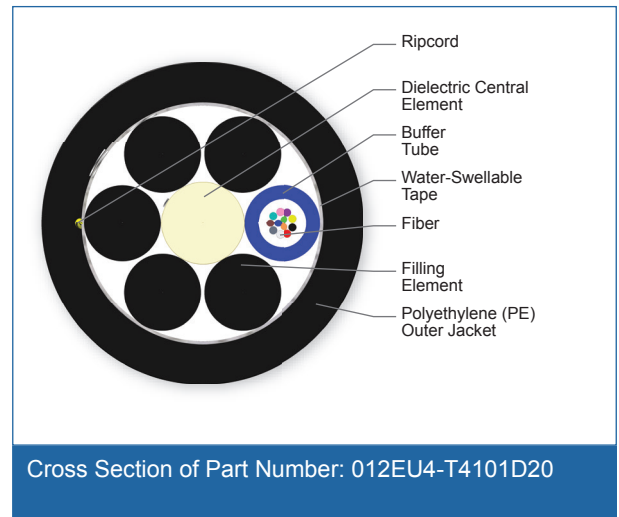 Ripcord
Dielectric Central
Element
Buffer
Tube
Water-Swellable
Tape
Fiber
Filling
Element
Polyethylene (PE)
Outer Jacket
Cross Section of Part Number: 012EU4-T4101D20